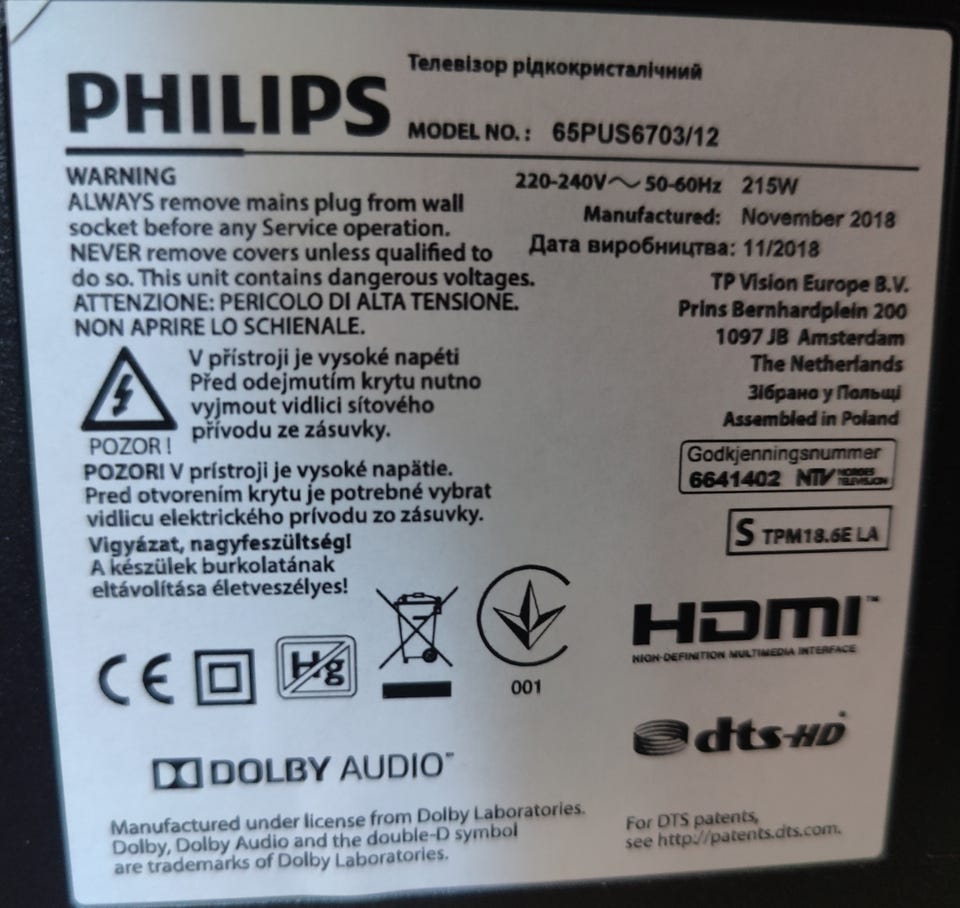 PHILIPS
Телевізор рідкокристалічний
MODEL NO.: 65PUS6703/12
WARNING
ALWAYS remove mains plug from wall
socket before any Service operation.
NEVER remove covers unless qualified to
do so. This unit contains dangerous voltages.
ATTENZIONE: PERICOLO DI ALTA TENSIONE.
NON APRIRE LO SCHIENALE.
V přístroji je vysoké napéti
Před odejmutím krytu nutno
vyjmout vidlici sítového
přívodu ze zásuvky.
POZOR!
POZOR! V prístroji je vysoké napätie.
Pred otvorením krytu je potrebné vybrat
vidlicu elektrického prívodu zo zásuvky.
Vigyázat, nagyfeszültség!
A készülek burkolatának
eltávolítása életveszélyes!
220-240V~ 50-60Hz 215W
Manufactured: November 2018
Дата виробництва: 11/2018
TP Vision Europe B.V.
Prins Bernhardplein 200
1097 JB Amsterdam
The Netherlands
Зібрано у Польщі
Assembled in Poland
Godkjenningsnummer
6641402 NTV NORGES
TELEVISJON
S TPM18.6E LA
HDMI™
HIGH-DEFINITION MULTIMEDIA INTERFACE
CE
Hg
001
dts-HD
DOLBY AUDIO™
Manufactured under license from Dolby Laboratories.
Dolby, Dolby Audio and the double-D symbol
are trademarks of Dolby Laboratories.
For DTS patents,
see http://patents.dts.com.